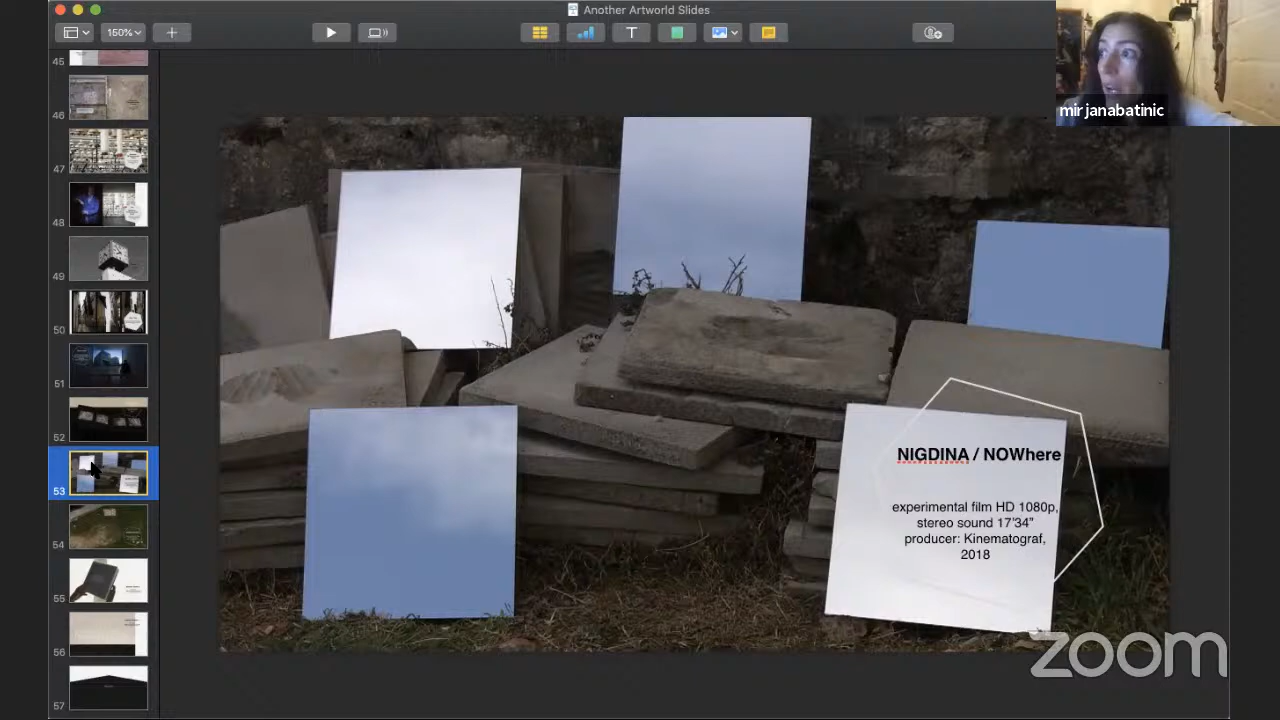 Another Artworld Slides
150%
mirjanabatinic
45
46
47
48
49
50
51
52
53
54
55
56
57
NIGDINA / NOWhere
experimental film HD 1080p,
stereo sound 17'34”
producer: Kinematograf,
2018
zoom